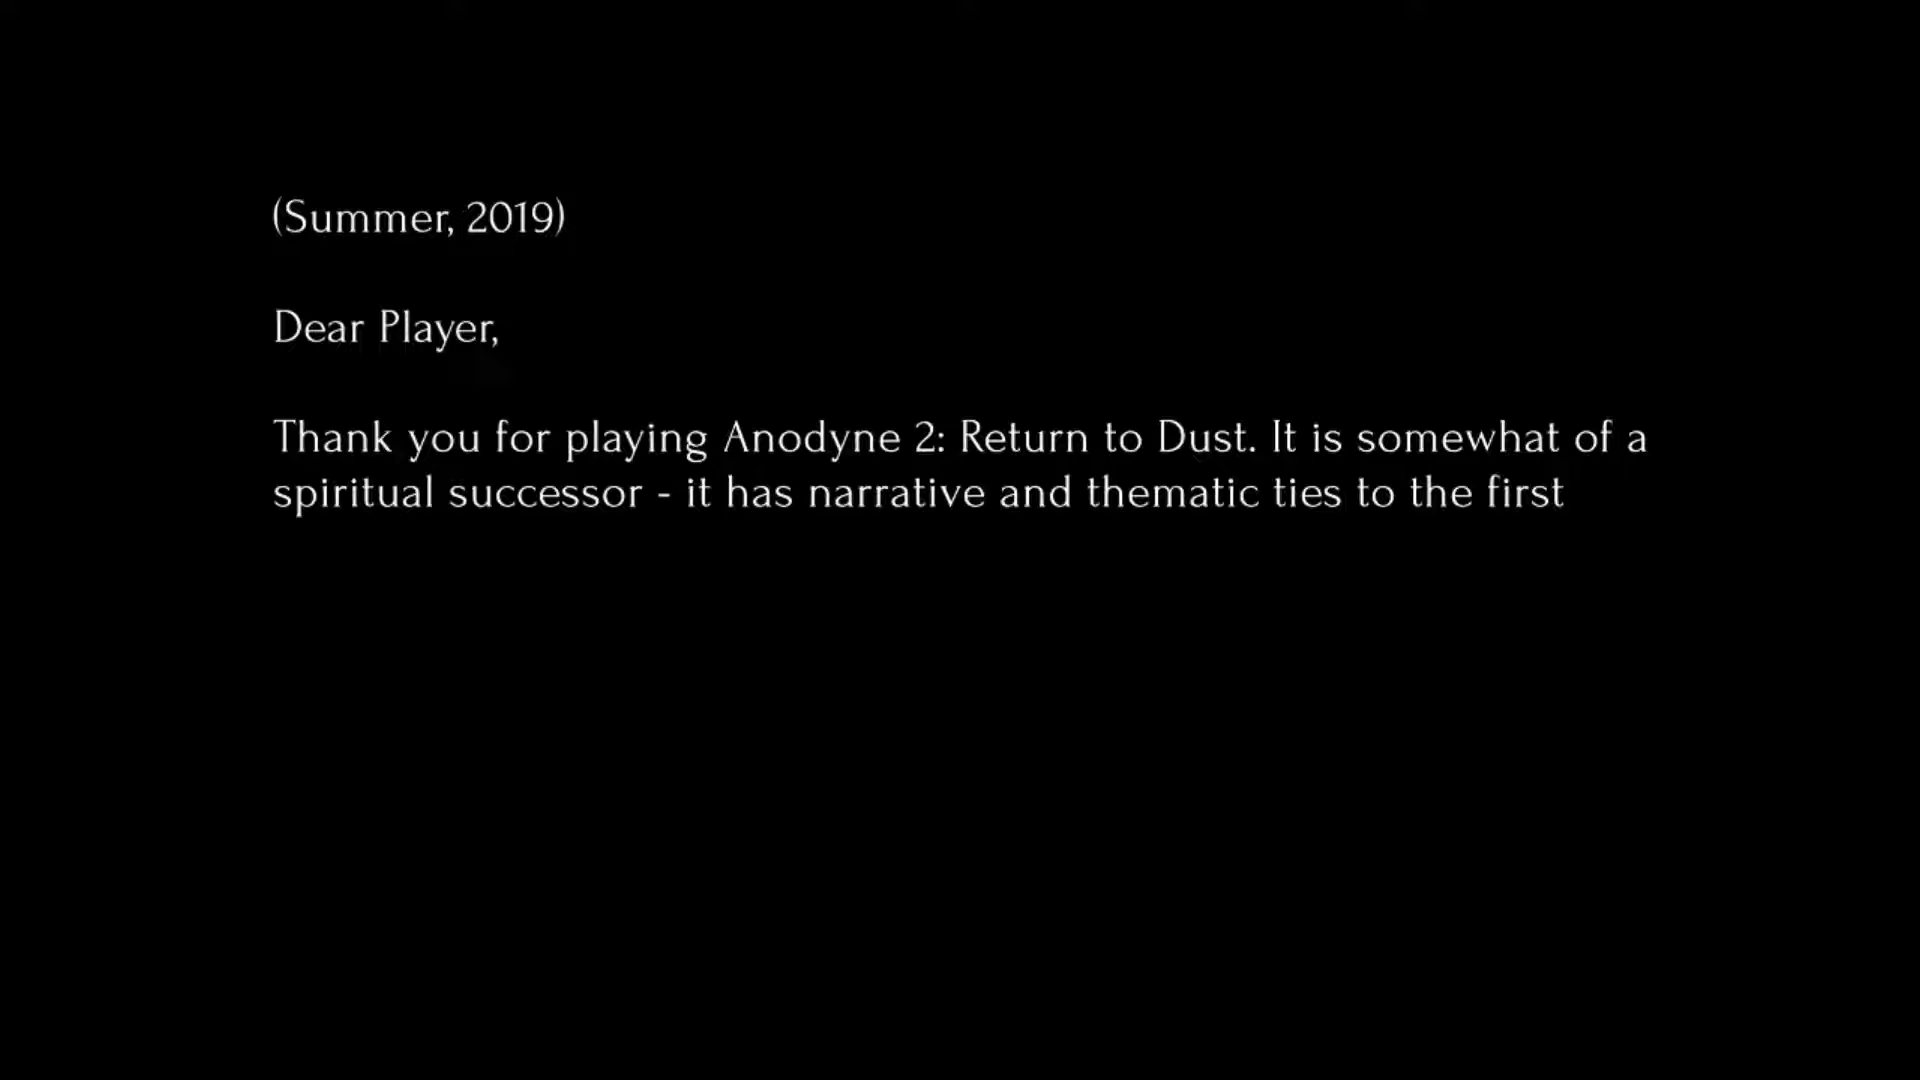 (Summer, 2019)
Dear Player,
Thank you for playing Anodyne 2: Return to Dust. It is somewhat of a
spiritual successor - it has narrative and thematic ties to the first